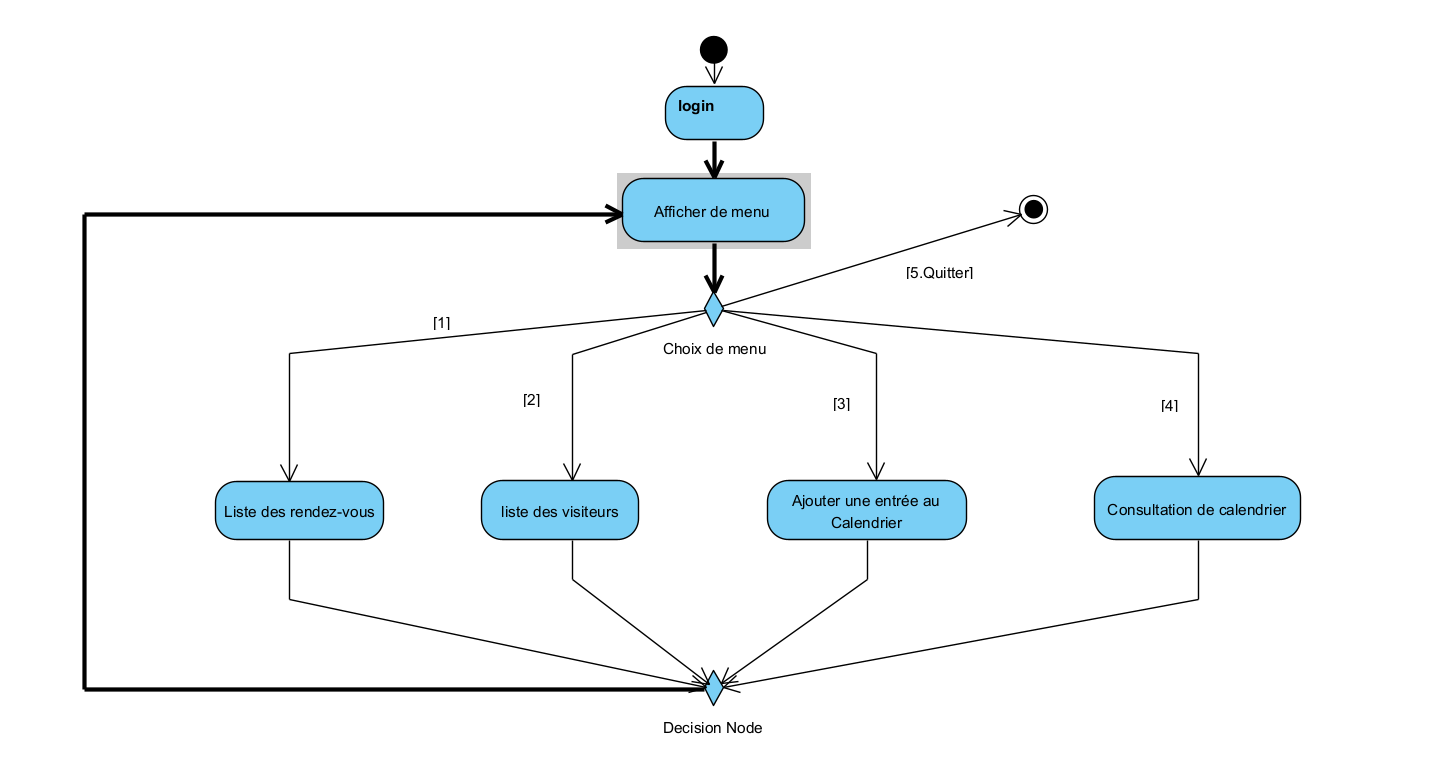 login
Afficher de menu
[5.Quitter]
[1]
Choix de menu
[2]
[3]
[4]
Liste des rendez-vous
liste des visiteurs
Ajouter une entrée au
Calendrier
Consultation de calendrier
Decision Node